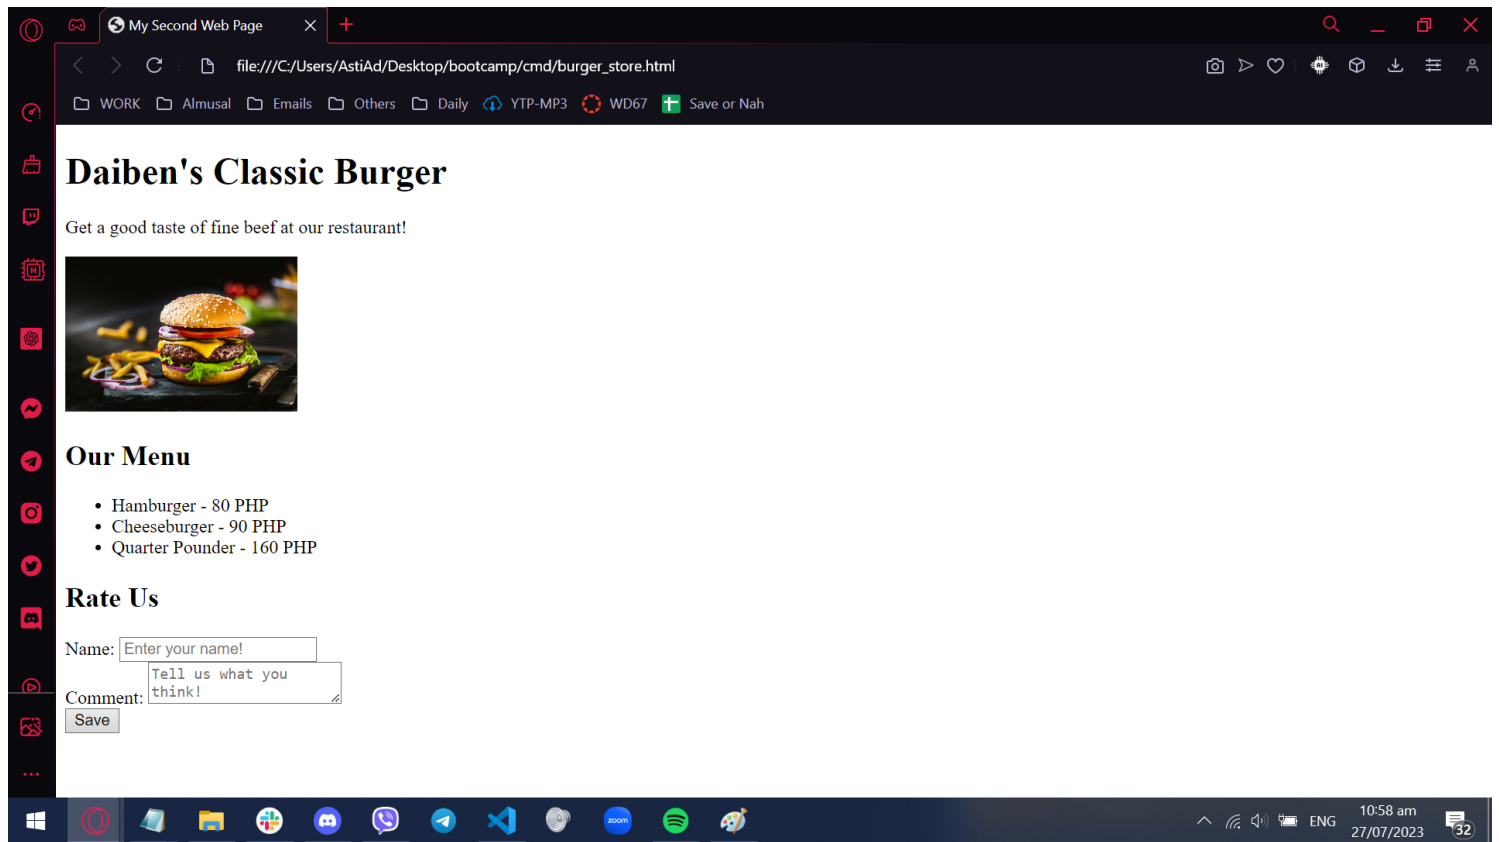 My Second Web Page
file:///C:/Users/AstiAd/Desktop/bootcamp/cmd/burger_store.html
WORK Almusal Emails Others Daily YTP-MP3 WD67 Save or Nah
Daiben's Classic Burger
Get a good taste of fine beef at our restaurant!
Our Menu
• Hamburger - 80 PHP
• Cheeseburger - 90 PHP
• Quarter Pounder - 160 PHP
Rate Us
Name: Enter your name!
Comment: Tell us what you
think!
Save
zoom
ENG
10:58 am
27/07/2023
32